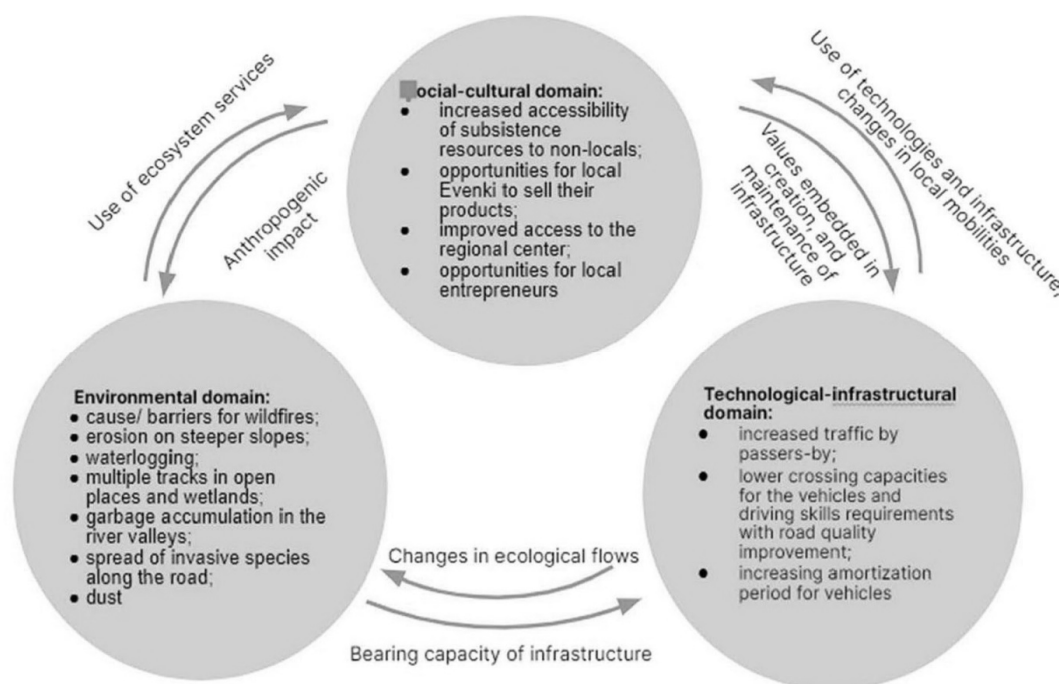 ocial-cultural domain:
● increased accessibility
of subsistence
resources to non-locals;
● opportunities for local
Evenki to sell their
products;
● improved access to the
regional center;
● opportunities for local
entrepreneurs
Use of ecosystem services
Anthropogenic
impact
Use of technologies and infrastructure,
changes in local mobilities
Values embedded in
creation, and
maintenance of
infrastructure
Environmental domain:
● cause/ barriers for wildfires;
● erosion on steeper slopes;
● waterlogging;
● multiple tracks in open
places and wetlands;
● garbage accumulation in the
river valleys;
● spread of invasive species
along the road;
● dust
Technological-infrastructural
domain:
● increased traffic by
passers-by;
● lower crossing capacities
for the vehicles and
driving skills requirements
with road quality
improvement;
● increasing amortization
period for vehicles
Changes in ecological flows
Bearing capacity of infrastructure